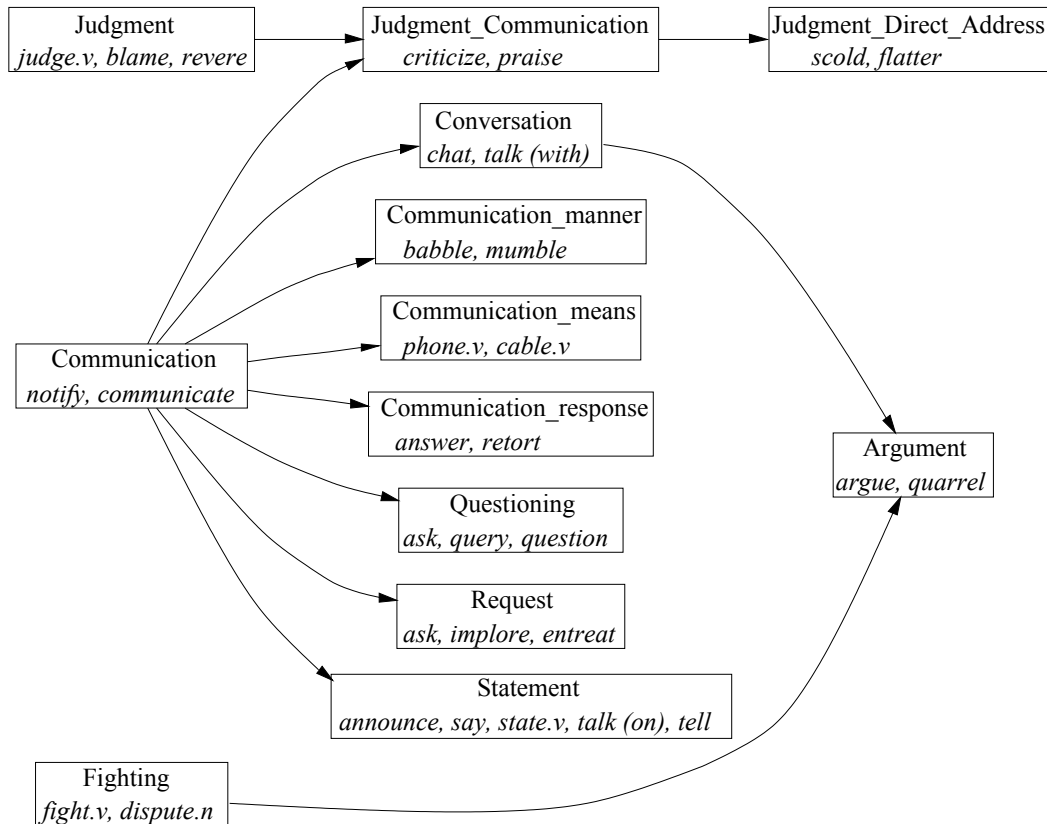 Judgment
judge.v, blame, revere
Judgment_Communication
criticize, praise
Judgment_Direct_Address
scold, flatter
Conversation
chat, talk (with)
Communication_manner
babble, mumble
Communication_means
phone.v, cable.v
Communication
notify, communicate
Communication_response
answer, retort
Argument
argue, quarrel
Questioning
ask, query, question
Request
ask, implore, entreat
Statement
announce, say, state.v, talk (on), tell
Fighting
fight.v, dispute.n